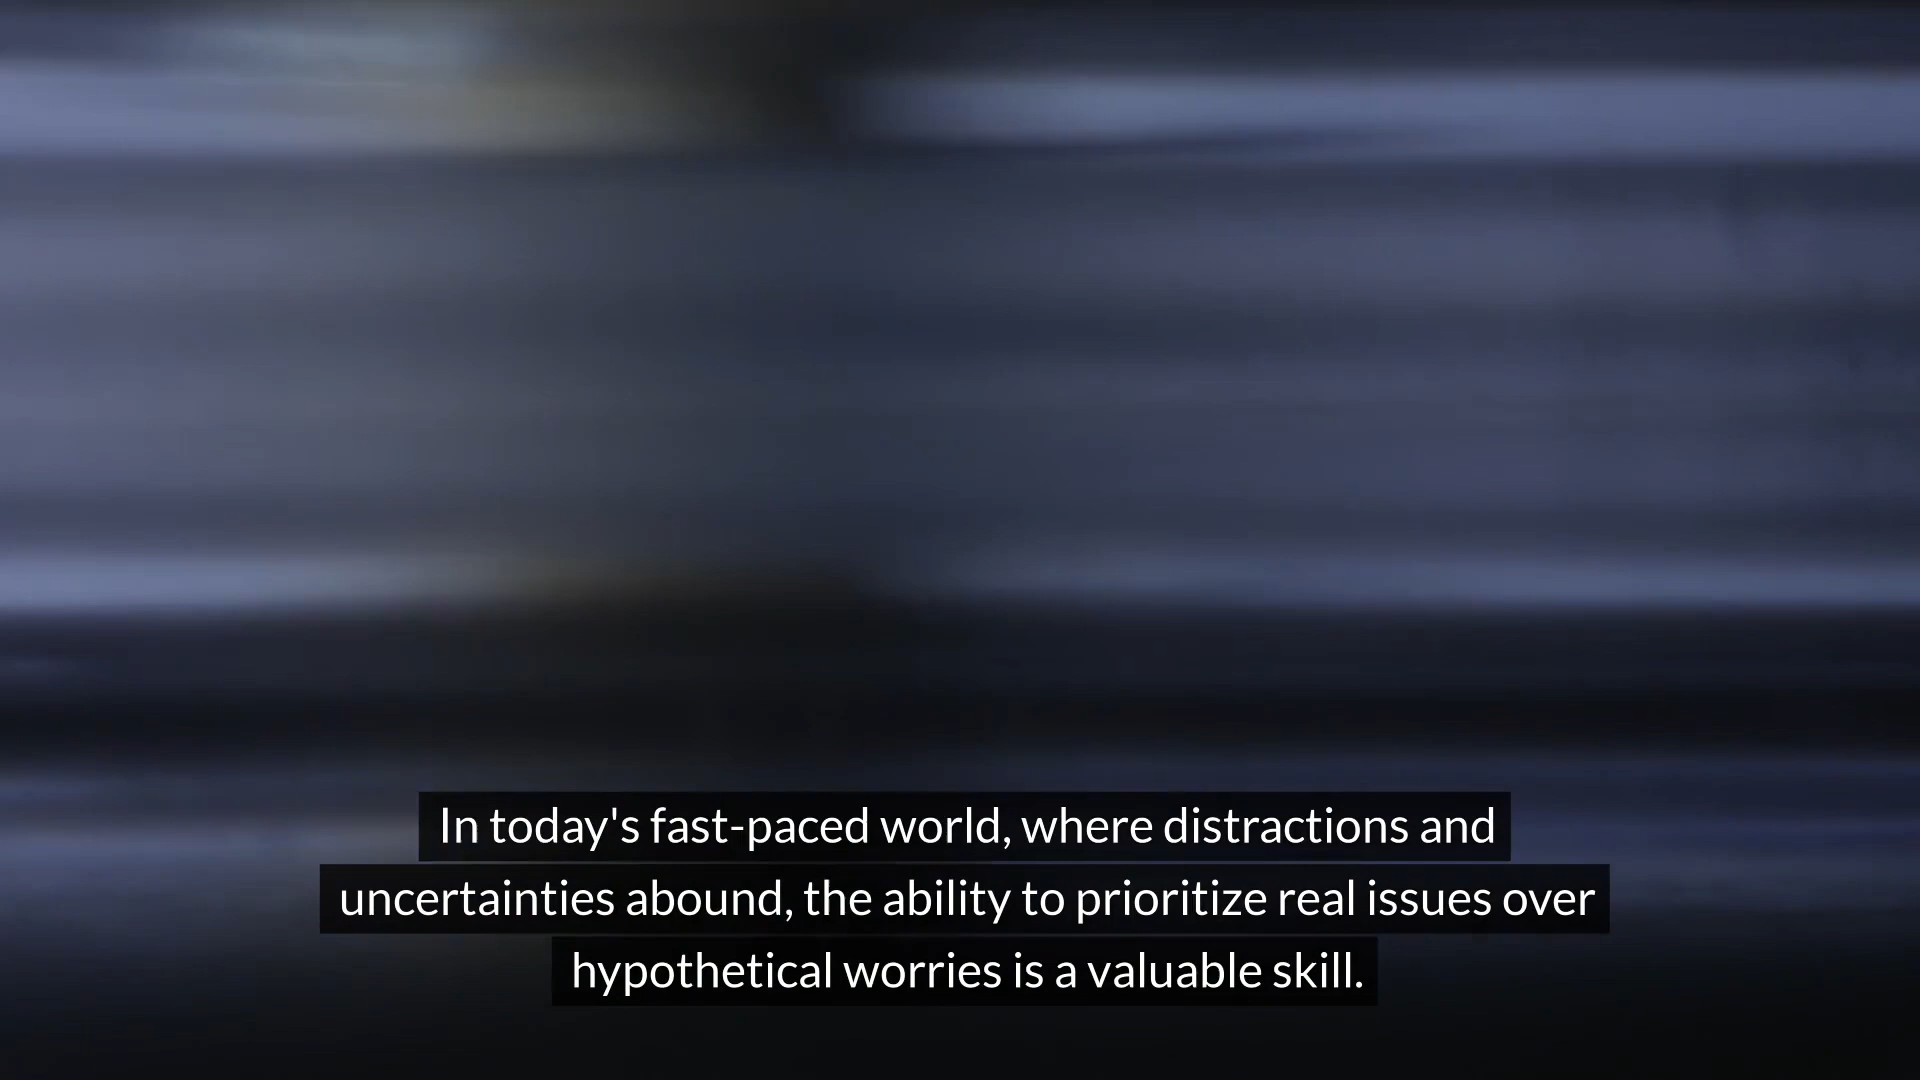 In today's fast-paced world, where distractions and
uncertainties abound, the ability to prioritize real issues over
hypothetical worries is a valuable skill.